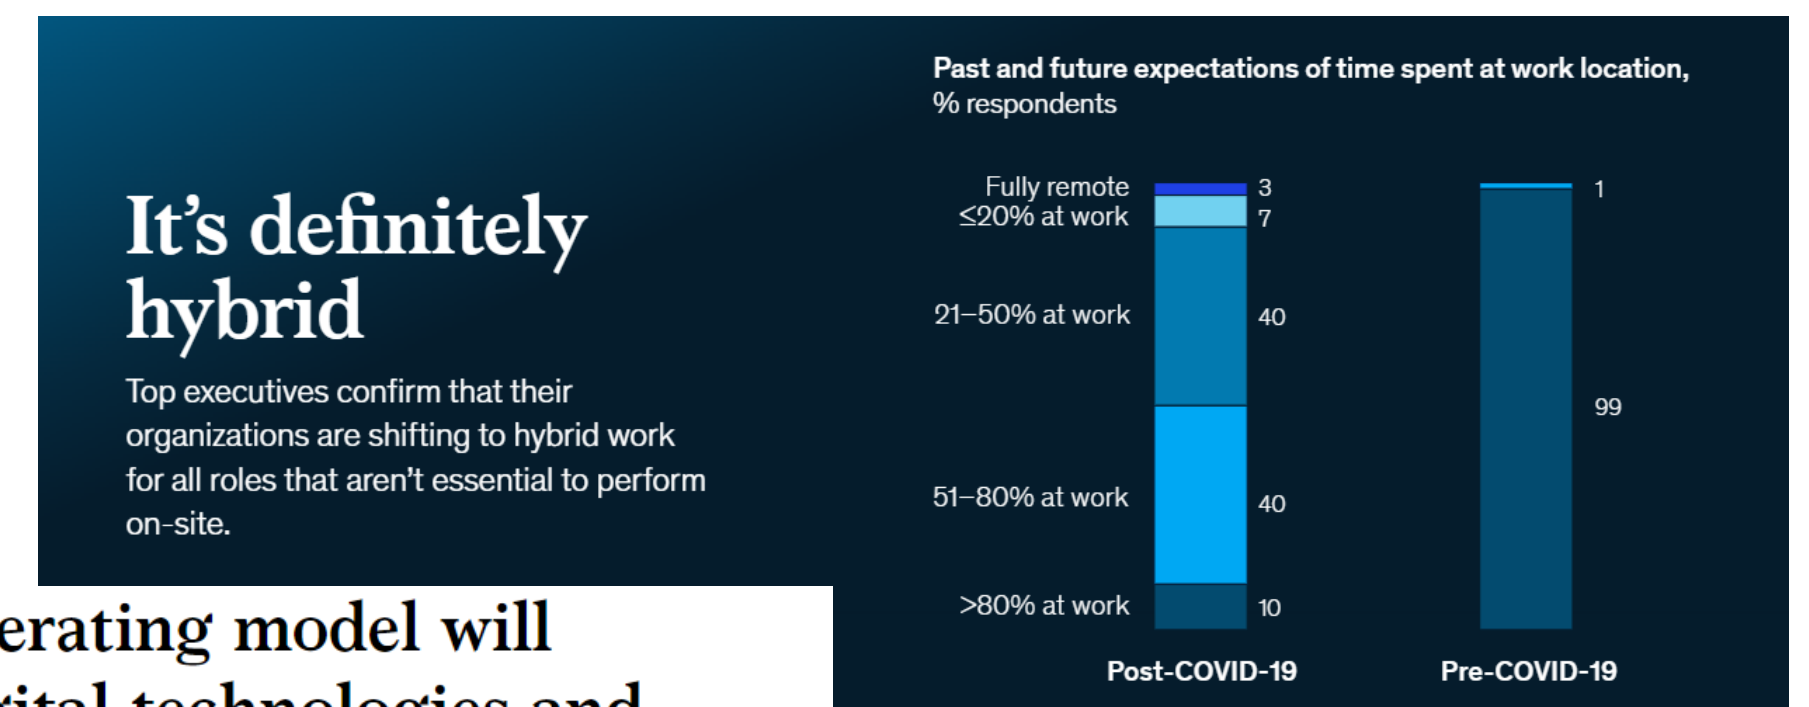 It's definitely
hybrid
Top executives confirm that their
organizations are shifting to hybrid work
for all roles that aren't essential to perform
on-site.
erating model will
gital technologies and
Past and future expectations of time spent at work location,
% respondents
Fully remote 3 1
≤20% at work 7
21–50% at work 40
99
51–80% at work 40
>80% at work 10
Post-COVID-19 Pre-COVID-19